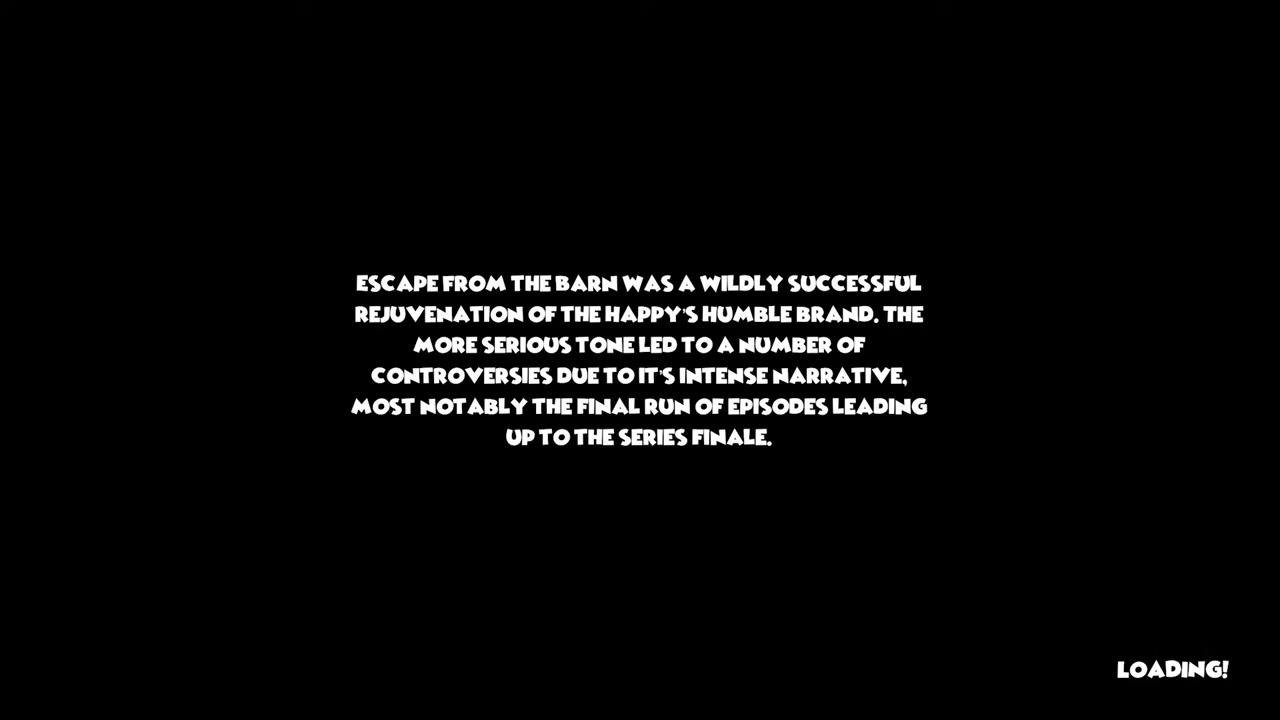 ESCAPE FROM THE BARN WAS A WILDLY SUCCESSFUL
REJUVENATION OF THE HAPPY'S HUMBLE BRAND. THE
MORE SERIOUS TONE LED TO A NUMBER OF
CONTROVERSIES DUE TO IT'S INTENSE NARRATIVE,
MOST NOTABLY THE FINAL RUN OF EPISODES LEADING
UP TO THE SERIES FINALE.
LOADING!